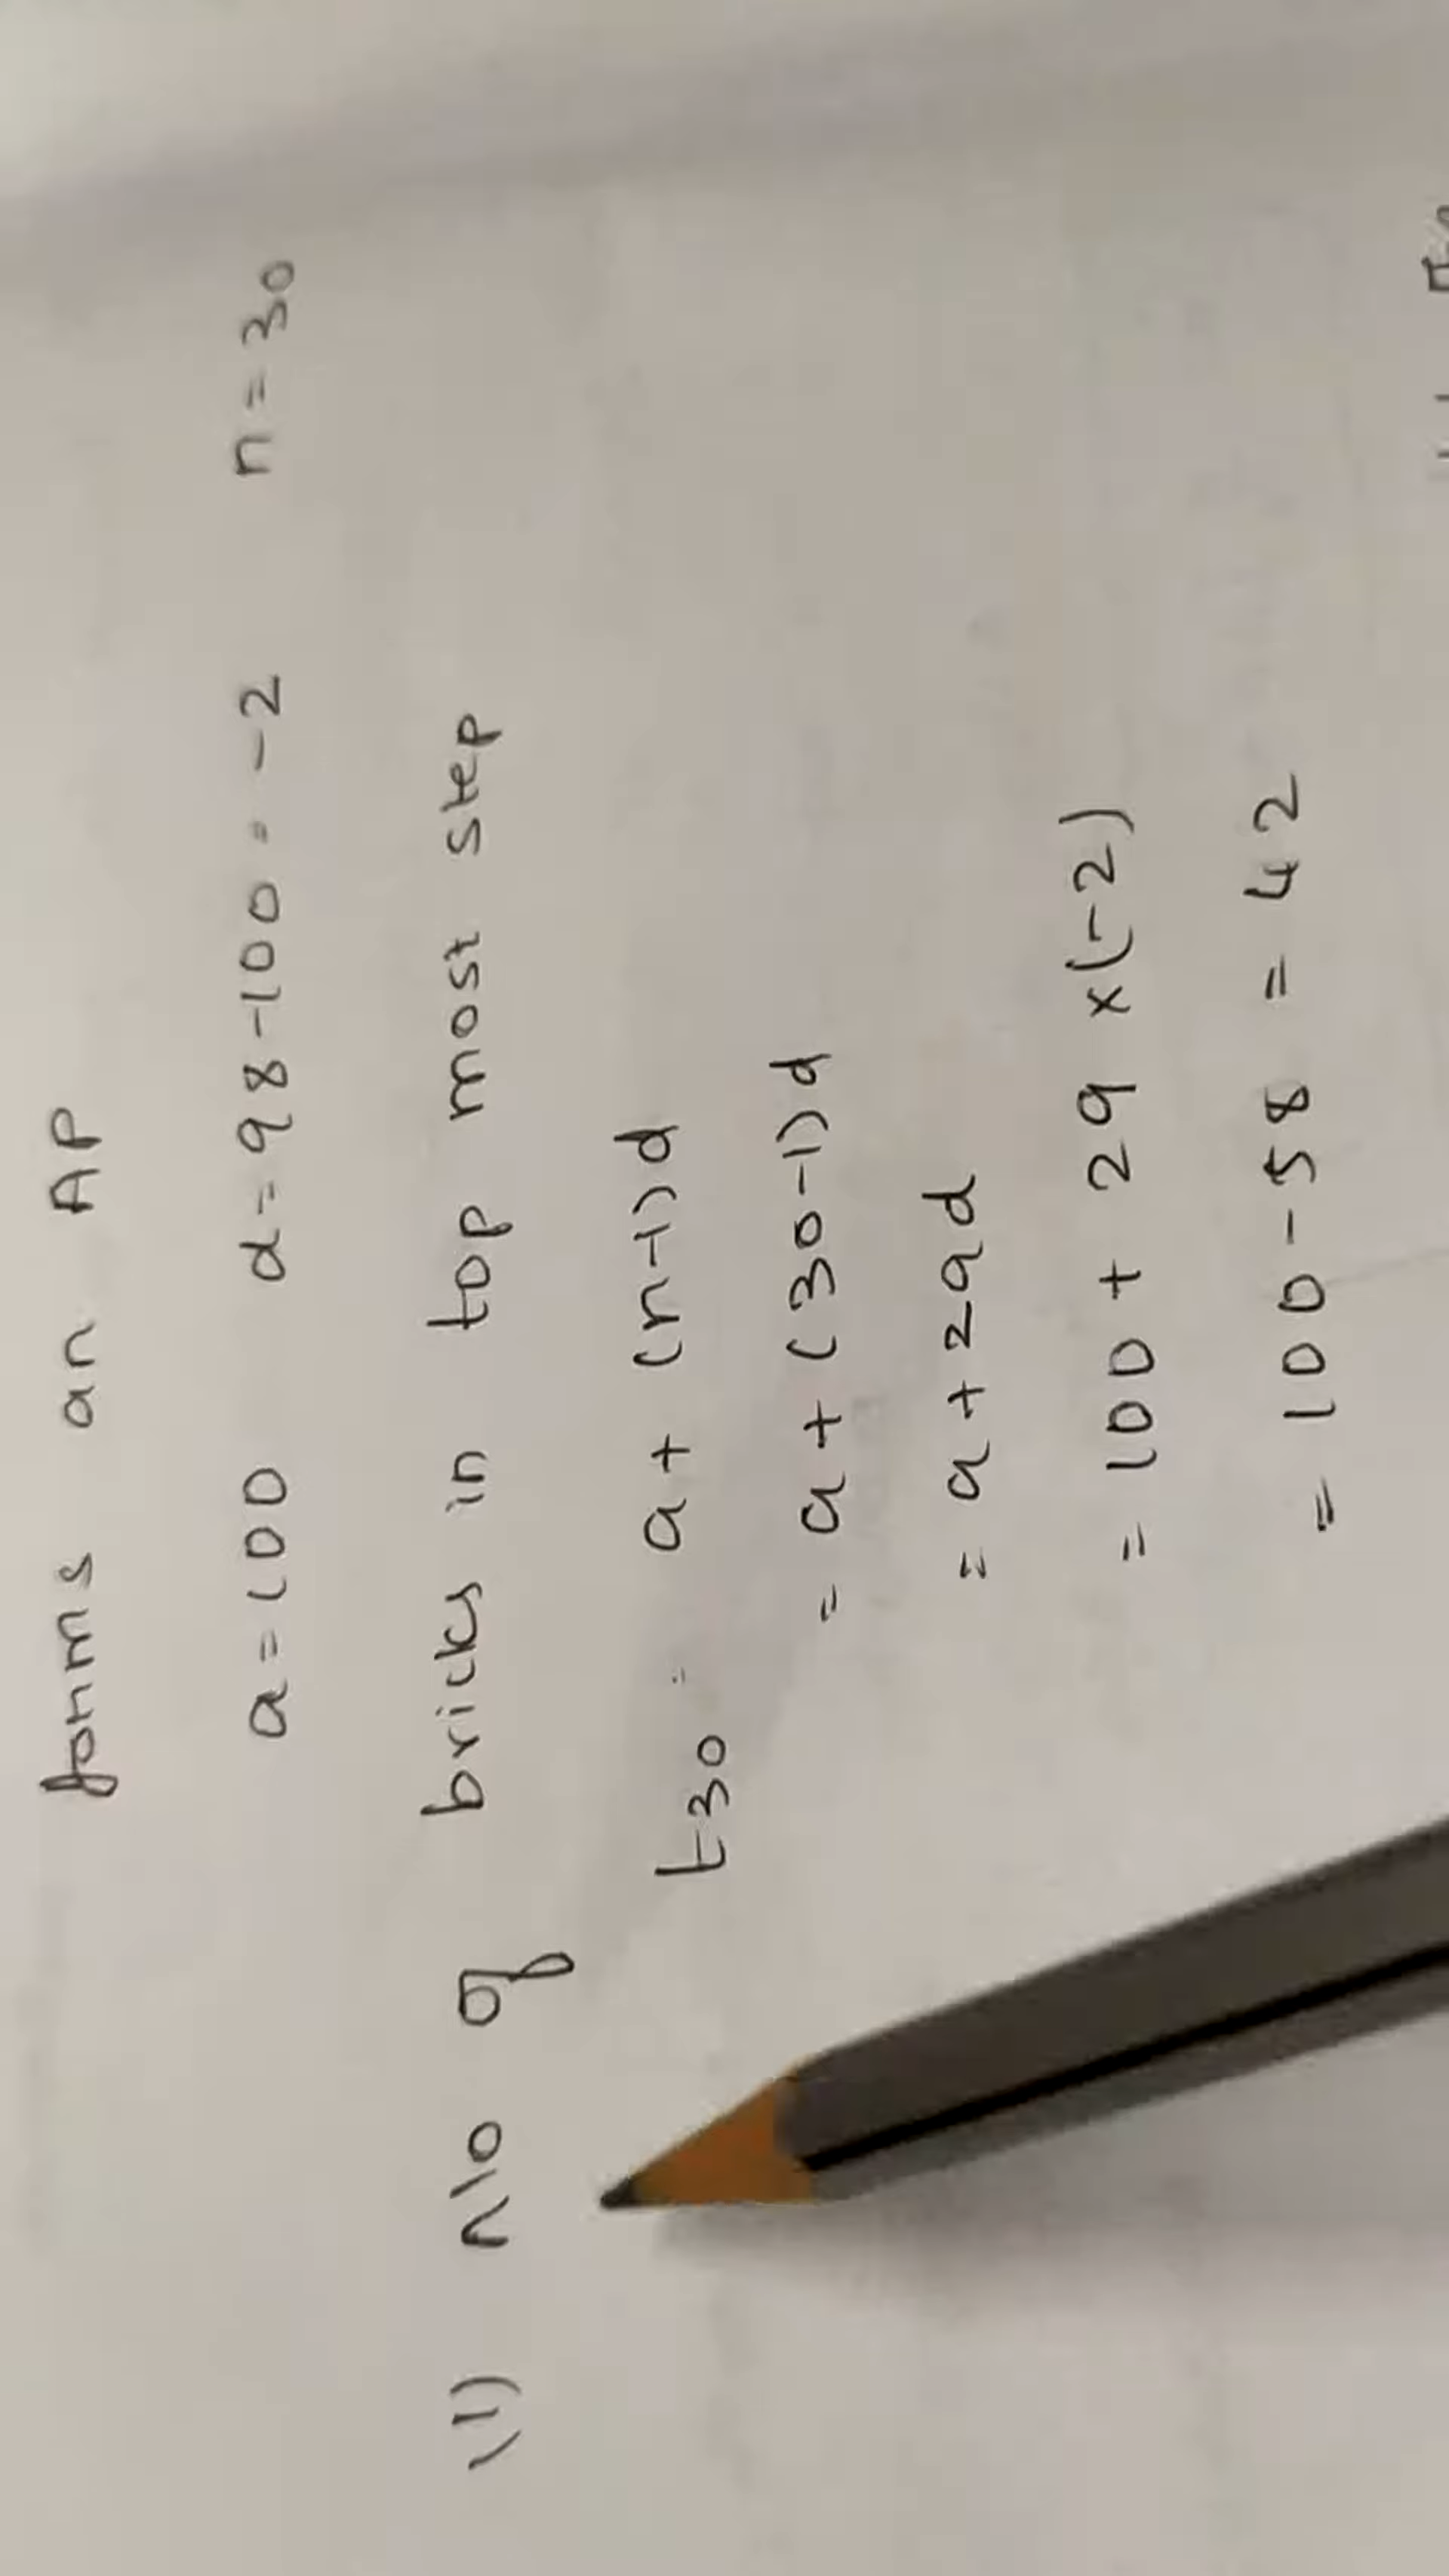 forms an AP
a=100 d=98-100=-2 n=30
(1) No of bricks in top most step
t30 = a + (n-1)d
= a + (30-1)d
= a + 29d
= 100 + 29 x(-2)
= 100 - 58 = 42